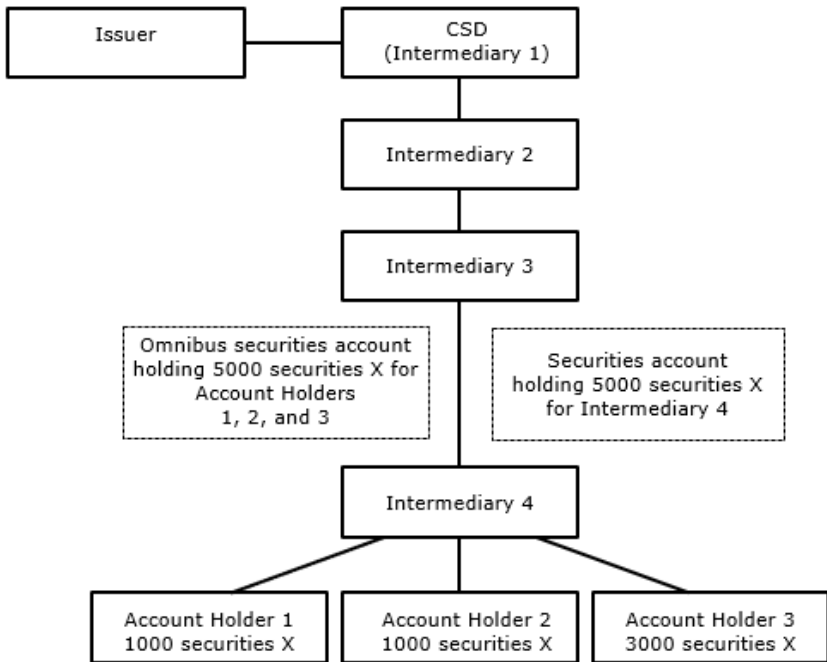 Issuer
CSD
(Intermediary 1)
Intermediary 2
Intermediary 3
Omnibus securities account
holding 5000 securities X for
Account Holders
1, 2, and 3
Securities account
holding 5000 securities X
for Intermediary 4
Intermediary 4
Account Holder 1
1000 securities X
Account Holder 2
1000 securities X
Account Holder 3
3000 securities X